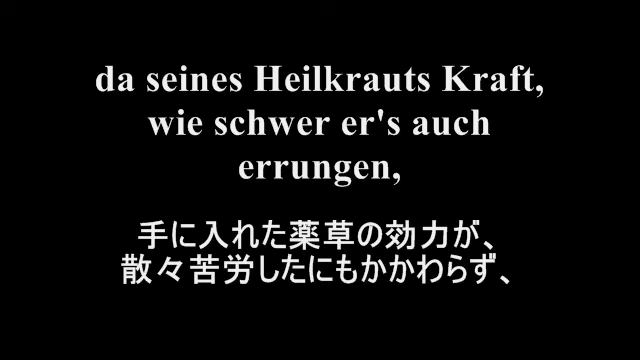 da seines Heilkrauts Kraft,
wie schwer er's auch
errungen,
手に入れた薬草の効力が、
散々苦労したにもかかわらず、